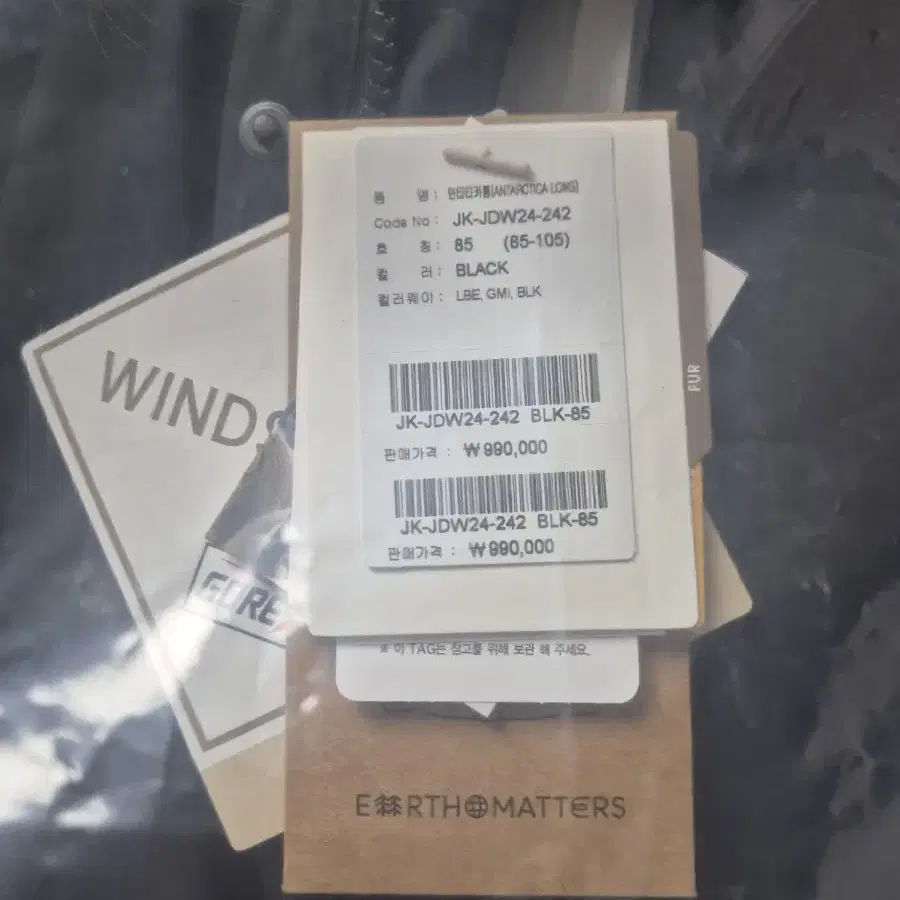 품 명 : 안타티카롱(ANTARCTICA LONG)
Code No : JK-JDW24-242
호 칭 : 85 (85-105)
컬 러 : BLACK
컬러웨이 : LBE, GMI, BLK
JK-JDW24-242 BLK-85
판매가격 : ₩990,000
JK-JDW24-242 BLK-85
판매가격 : ₩990,000
FUR
WINDS
GORE
※ 이 TAG는 참고를 위해 보관 해 주세요.
EARTH MATTERS